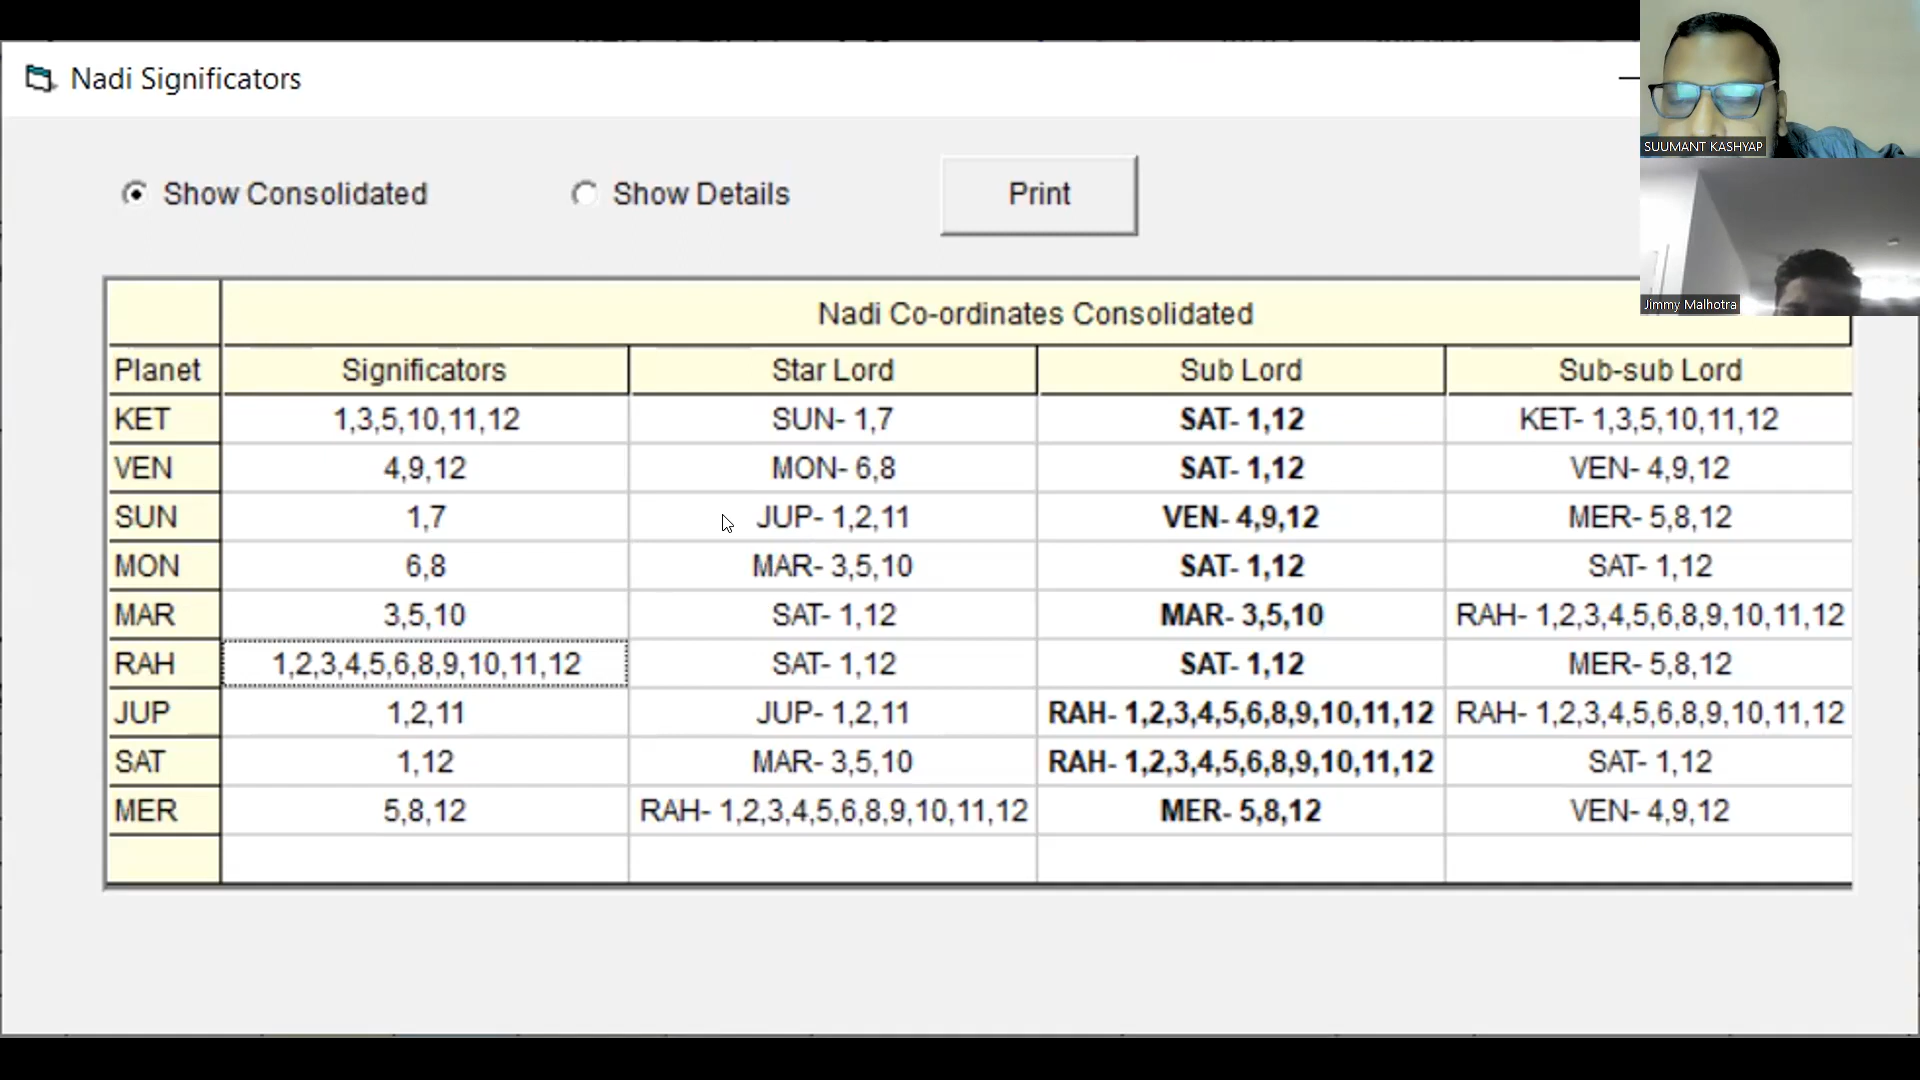 Nadi Significators
SUUMANT KASHYAP
Show Consolidated Show Details Print
Jimmy Malhotra
Nadi Co-ordinates Consolidated
Planet Significators Star Lord Sub Lord Sub-sub Lord
KET 1,3,5,10,11,12 SUN- 1,7 SAT- 1,12 KET- 1,3,5,10,11,12
VEN 4,9,12 MON- 6,8 SAT- 1,12 VEN- 4,9,12
SUN 1,7 JUP- 1,2,11 VEN- 4,9,12 MER- 5,8,12
MON 6,8 MAR- 3,5,10 SAT- 1,12 SAT- 1,12
MAR 3,5,10 SAT- 1,12 MAR- 3,5,10 RAH- 1,2,3,4,5,6,8,9,10,11,12
RAH 1,2,3,4,5,6,8,9,10,11,12 SAT- 1,12 SAT- 1,12 MER- 5,8,12
JUP 1,2,11 JUP- 1,2,11 RAH- 1,2,3,4,5,6,8,9,10,11,12 RAH- 1,2,3,4,5,6,8,9,10,11,12
SAT 1,12 MAR- 3,5,10 RAH- 1,2,3,4,5,6,8,9,10,11,12 SAT- 1,12
MER 5,8,12 RAH- 1,2,3,4,5,6,8,9,10,11,12 MER- 5,8,12 VEN- 4,9,12